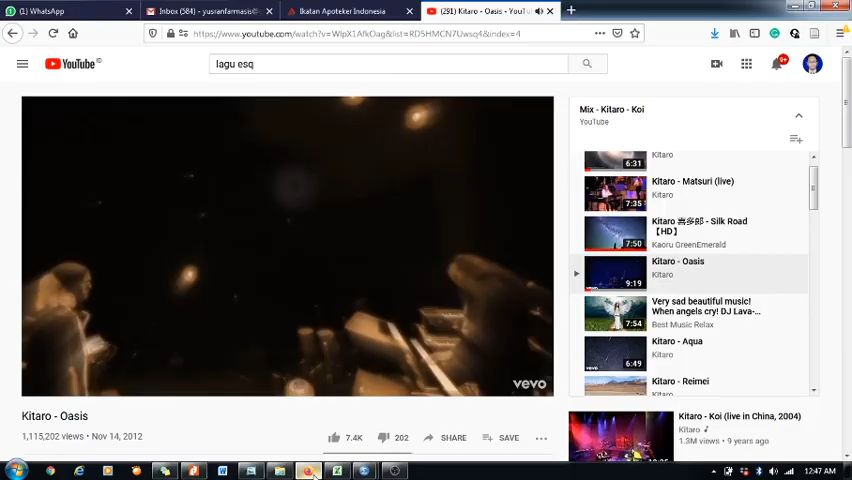 (1) WhatsApp
Inbox (584) - yusranfarmasis@
Ikatan Apoteker Indonesia
(291) Kitaro - Oasis - YouT
https://www.youtube.com/watch?v=WlpX1AfkOag&list=RD5HMCN7Uwsq4&index=4
YouTube
lagu esq
9+
Mix - Kitaro - Koi
YouTube
6:31
Kitaro
Kitaro - Matsuri (live)
Kitaro
7:35
Kitaro 喜多郎 - Silk Road
【HD】
Kaoru GreenEmerald
7:50
Kitaro - Oasis
Kitaro
9:19
Very sad beautiful music!
When angels cry! DJ Lava-...
Best Music Relax
7:54
Kitaro - Aqua
Kitaro
6:49
Kitaro - Reimei
vevo
Kitaro - Oasis
1,115,202 views • Nov 14, 2012
7.4K
202
SHARE
SAVE
Kitaro - Koi (live in China, 2004)
Kitaro
1.3M views • 9 years ago
12:47 AM